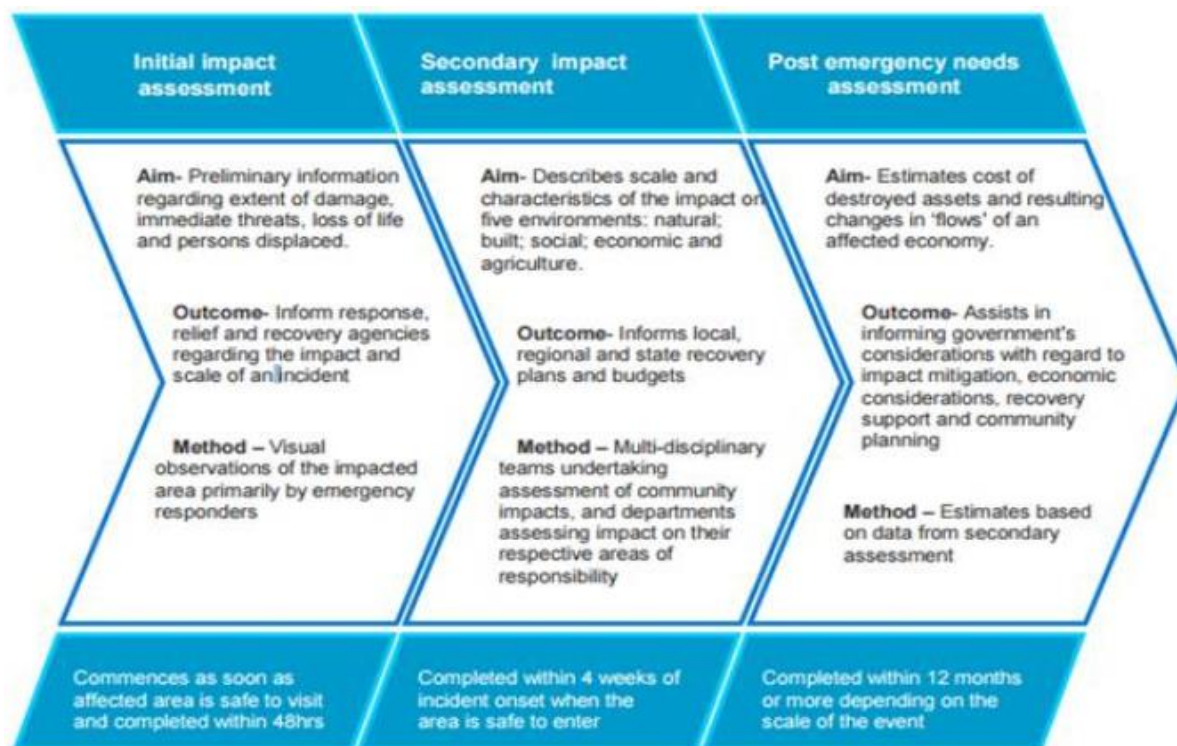 Initial impact
assessment
Secondary impact
assessment
Post emergency needs
assessment
Aim- Preliminary information
regarding extent of damage,
immediate threats, loss of life
and persons displaced.
Outcome- Inform response,
relief and recovery agencies
regarding the impact and
scale of an incident
Method – Visual
observations of the impacted
area primarily by emergency
responders
Aim- Describes scale and
characteristics of the impact on
five environments: natural;
built; social; economic and
agriculture.
Outcome- Informs local,
regional and state recovery
plans and budgets
Method – Multi-disciplinary
teams undertaking
assessment of community
impacts, and departments
assessing impact on their
respective areas of
responsibility
Aim- Estimates cost of
destroyed assets and resulting
changes in 'flows' of an
affected economy.
Outcome- Assists in
informing government's
considerations with regard to
impact mitigation, economic
considerations, recovery
support and community
planning
Method – Estimates based
on data from secondary
assessment
Commences as soon as
affected area is safe to visit
and completed within 48hrs
Completed within 4 weeks of
incident onset when the
area is safe to enter
Completed within 12 months
or more depending on the
scale of the event